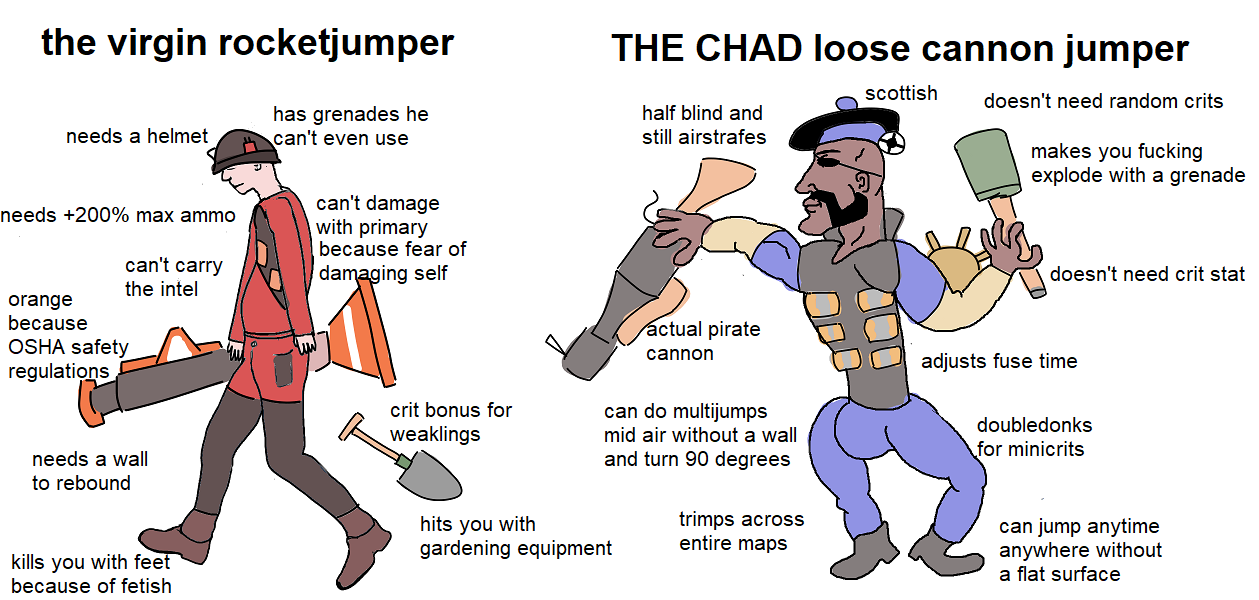 the virgin rocketjumper
has grenades he
can't even use
needs a helmet
needs +200% max ammo
can't damage
with primary
because fear of
damaging self
can't carry
the intel
orange
because
OSHA safety
regulations
crit bonus for
weaklings
needs a wall
to rebound
hits you with
gardening equipment
kills you with feet
because of fetish
THE CHAD loose cannon jumper
scottish
doesn't need random crits
half blind and
still airstrafes
makes you fucking
explode with a grenade
doesn't need crit stat
actual pirate
cannon
adjusts fuse time
can do multijumps
mid air without a wall
and turn 90 degrees
doubledonks
for minicrits
trimps across
entire maps
can jump anytime
anywhere without
a flat surface